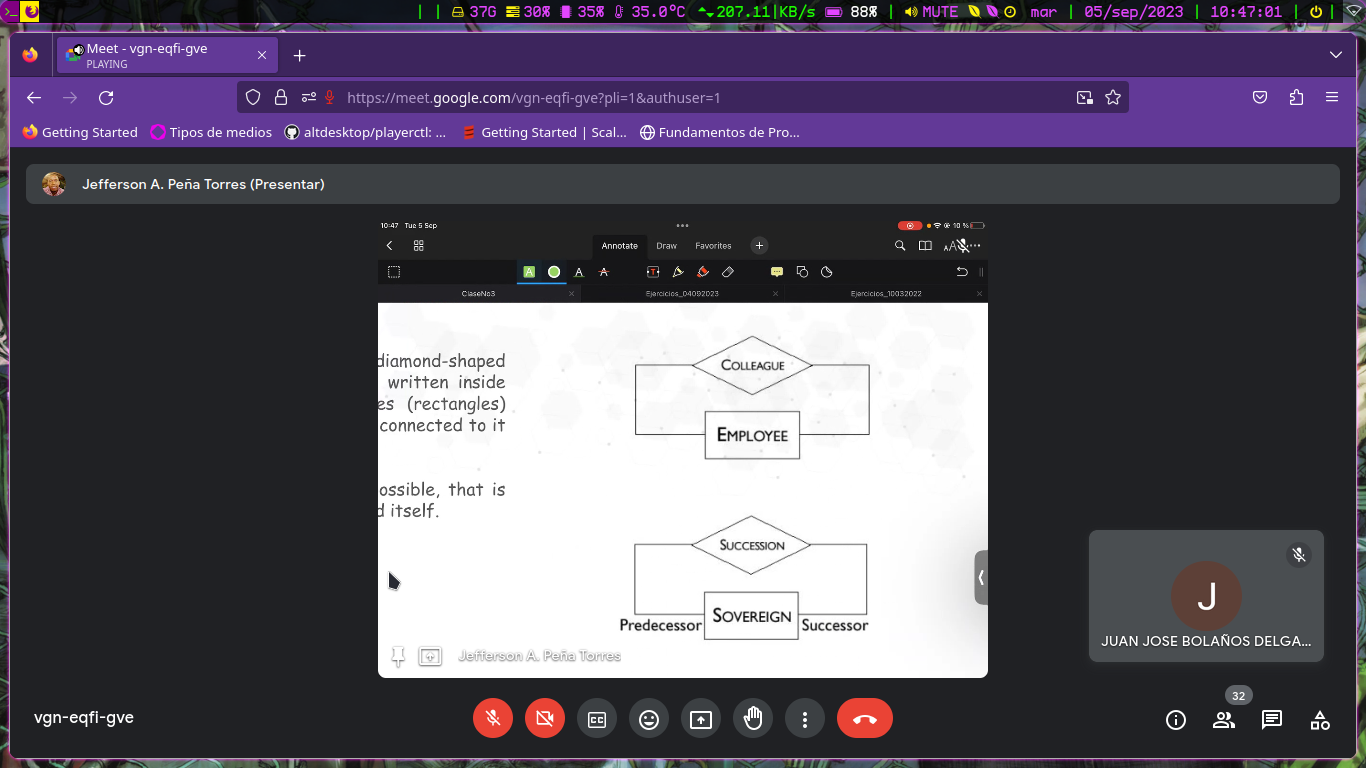 37G 30% 35% 35.0°C 207.11|KB/s 88% MUTE mar | 05/sep/2023 | 10:47:01
Meet - vgn-eqfi-gve
PLAYING
https://meet.google.com/vgn-eqfi-gve?pli=1&authuser=1
Getting Started Tipos de medios altdesktop/playerctl: ... Getting Started | Scal... Fundamentos de Pro...
Jefferson A. Peña Torres (Presentar)
10:47 Tue 5 Sep 10 %
Annotate Draw Favorites
ClaseNo3 Ejercicios_04092023 Ejercicios_10032022
diamond-shaped
written inside
es (rectangles)
connected to it
ossible, that is
d itself.
COLLEAGUE
EMPLOYEE
SUCCESSION
SOVEREIGN
Predecessor Successor
Jefferson A. Peña Torres
J
JUAN JOSE BOLAÑOS DELGA...
vgn-eqfi-gve
32